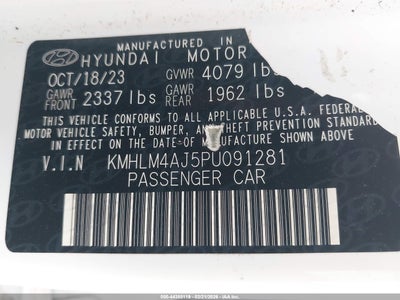 MANUFACTURED IN
HYUNDAI MOTOR
OCT/18/23 GVWR 4079 lbs
GAWR FRONT 2337 lbs GAWR REAR 1962 lbs
THIS VEHICLE CONFORMS TO ALL APPLICABLE U.S.A. FEDERAL
MOTOR VEHICLE SAFETY, BUMPER, AND THEFT PREVENTION STANDARDS
IN EFFECT ON THE DATE OF MANUFACTURE SHOWN ABOVE
V.I.N KMHLM4AJ5PU091281
PASSENGER CAR